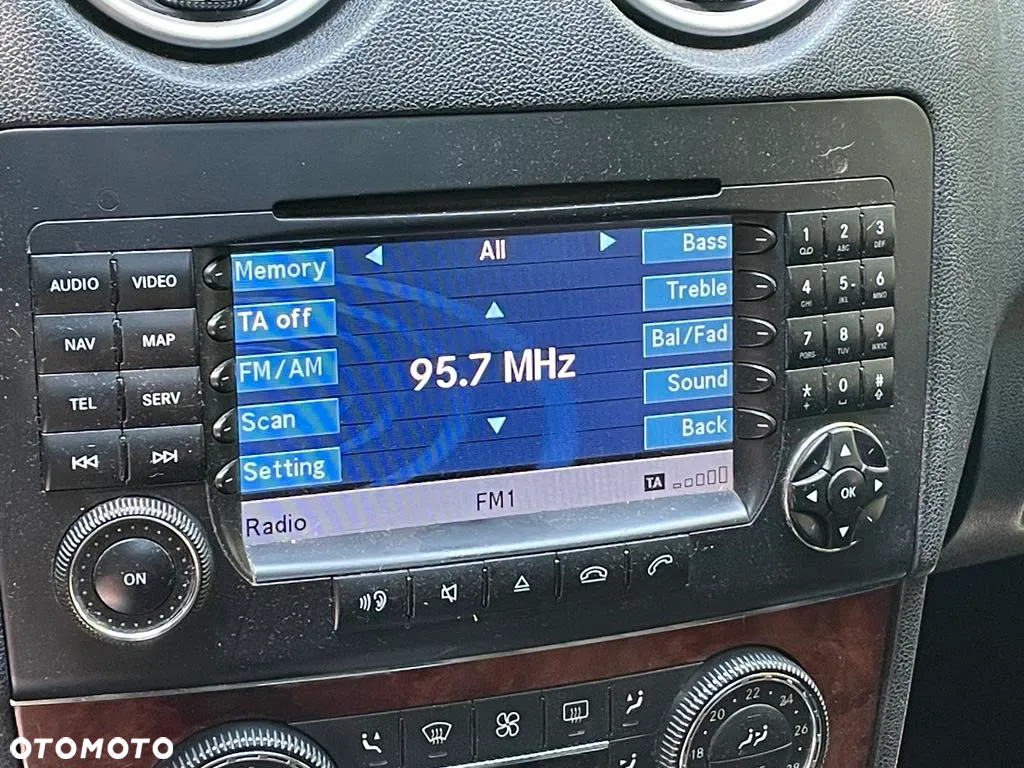 All
Memory
Bass
TA off
Treble
FM/AM
95.7 MHz
Bal/Fad
Scan
Sound
Setting
Back
Radio
FM1
TA
AUDIO
VIDEO
NAV
MAP
TEL
SERV
ON
1
2 ABC
3 DEF
4 GHI
5 JKL
6 MNO
7 PQRS
8 TUV
9 WXYZ
*
+
0
#
OK
18
20
22
24
26
28
OTOMOTO